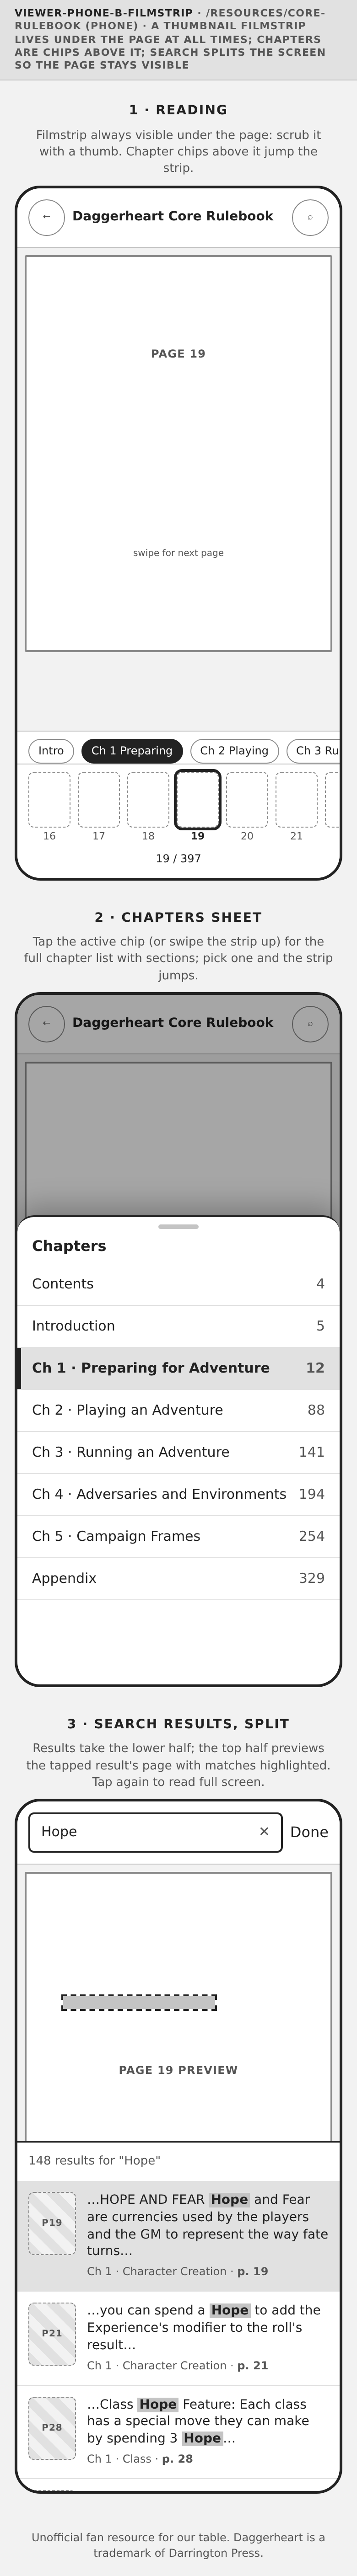 VIEWER-PHONE-B-FILMSTRIP · /RESOURCES/CORE-
RULEBOOK (PHONE) · A THUMBNAIL FILMSTRIP
LIVES UNDER THE PAGE AT ALL TIMES; CHAPTERS
ARE CHIPS ABOVE IT; SEARCH SPLITS THE SCREEN
SO THE PAGE STAYS VISIBLE
1 · READING
Filmstrip always visible under the page: scrub it
with a thumb. Chapter chips above it jump the
strip.
← Daggerheart Core Rulebook ⌕
PAGE 19
swipe for next page
Intro Ch 1 Preparing Ch 2 Playing Ch 3 Ru
16 17 18 19 20 21
19 / 397
2 · CHAPTERS SHEET
Tap the active chip (or swipe the strip up) for the
full chapter list with sections; pick one and the strip
jumps.
← Daggerheart Core Rulebook ⌕
Chapters
Contents 4
Introduction 5
Ch 1 · Preparing for Adventure 12
Ch 2 · Playing an Adventure 88
Ch 3 · Running an Adventure 141
Ch 4 · Adversaries and Environments 194
Ch 5 · Campaign Frames 254
Appendix 329
3 · SEARCH RESULTS, SPLIT
Results take the lower half; the top half previews
the tapped result's page with matches highlighted.
Tap again to read full screen.
Hope ✕ Done
PAGE 19 PREVIEW
148 results for "Hope"
P19
…HOPE AND FEAR Hope and Fear
are currencies used by the players
and the GM to represent the way fate
turns…
Ch 1 · Character Creation · p. 19
P21
…you can spend a Hope to add the
Experience's modifier to the roll's
result…
Ch 1 · Character Creation · p. 21
P28
…Class Hope Feature: Each class
has a special move they can make
by spending 3 Hope…
Ch 1 · Class · p. 28
Unofficial fan resource for our table. Daggerheart is a
trademark of Darrington Press.